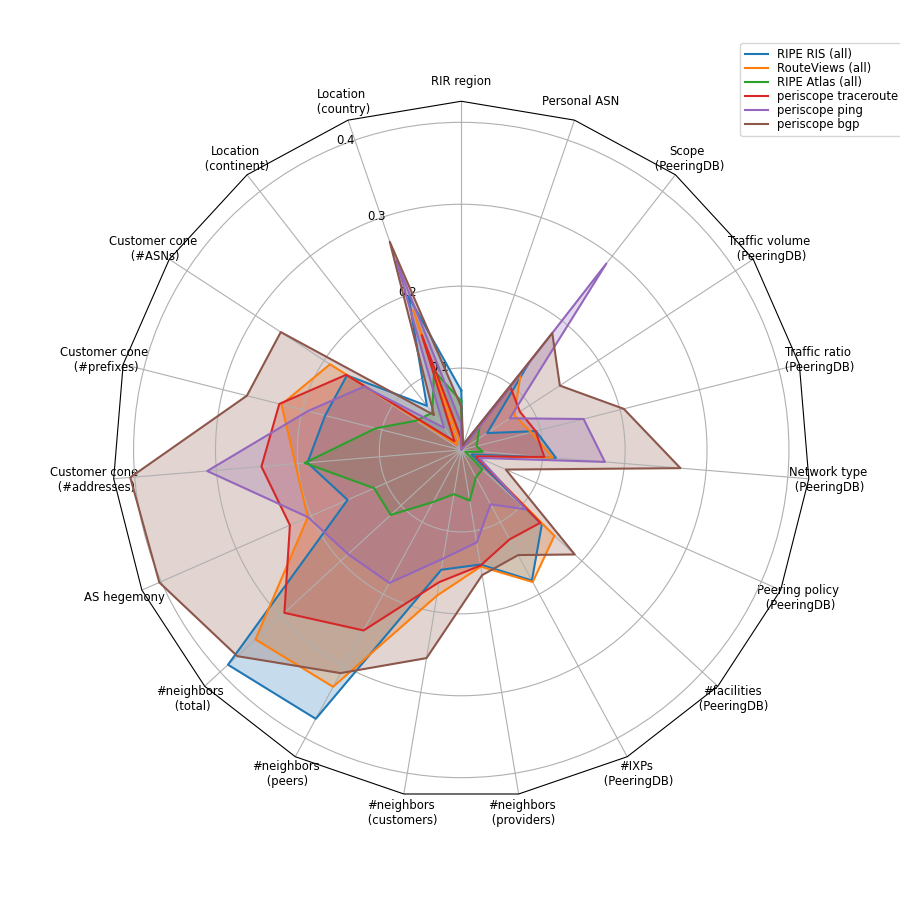 RIR region
Personal ASN
Scope
(PeeringDB)
Traffic volume
(PeeringDB)
Traffic ratio
(PeeringDB)
Network type
(PeeringDB)
Peering policy
(PeeringDB)
#facilities
(PeeringDB)
#IXPs
(PeeringDB)
#neighbors
(providers)
#neighbors
(customers)
#neighbors
(peers)
#neighbors
(total)
AS hegemony
Customer cone
(#addresses)
Customer cone
(#prefixes)
Customer cone
(#ASNs)
Location
(continent)
Location
(country)
0.4
0.3
0.2
0.1
RIPE RIS (all)
RouteViews (all)
RIPE Atlas (all)
periscope traceroute
periscope ping
periscope bgp